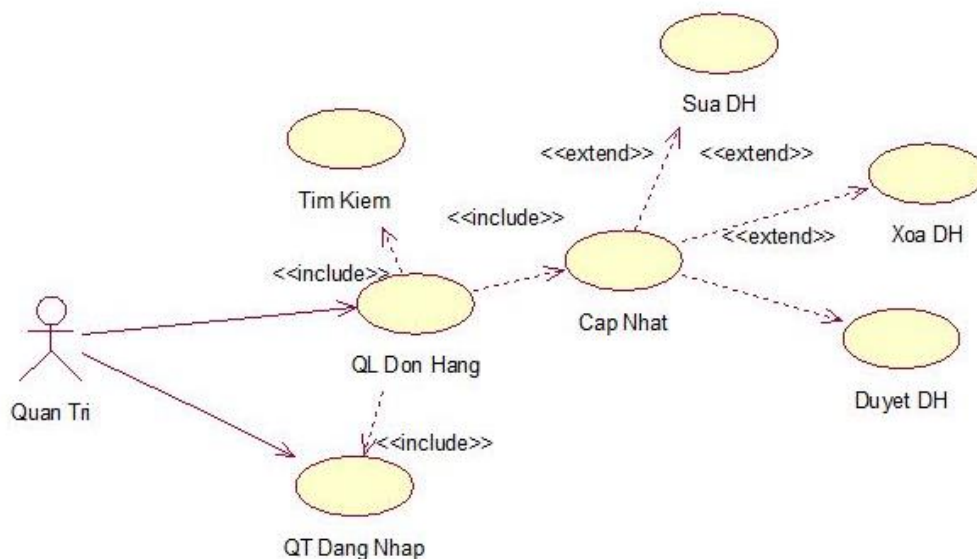 Sua DH
<<extend>>
<<extend>>
Tim Kiem
<<include>>
<<extend>>
Xoa DH
<<include>>
Cap Nhat
QL Don Hang
Duyet DH
Quan Tri
<<include>>
QT Dang Nhap